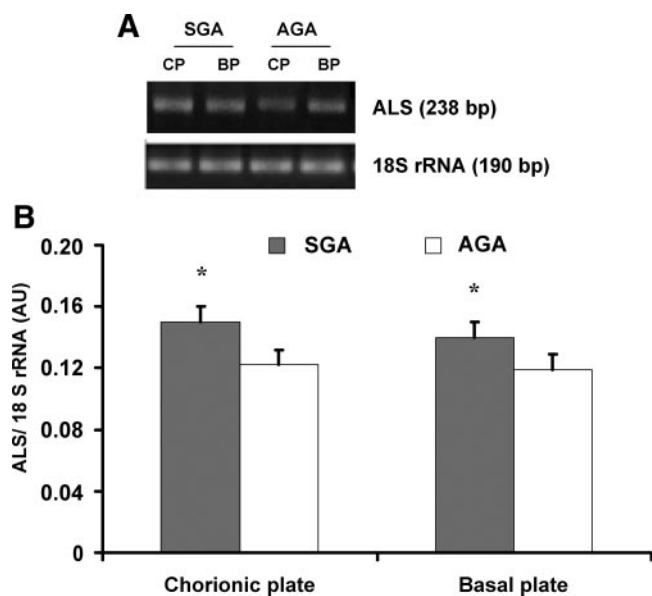 A
SGA AGA
CP BP CP BP
ALS (238 bp)
18S rRNA (190 bp)
B
SGA AGA
ALS/ 18 S rRNA (AU)
0.20
0.16
0.12
0.08
0.04
0
* *
Chorionic plate Basal plate